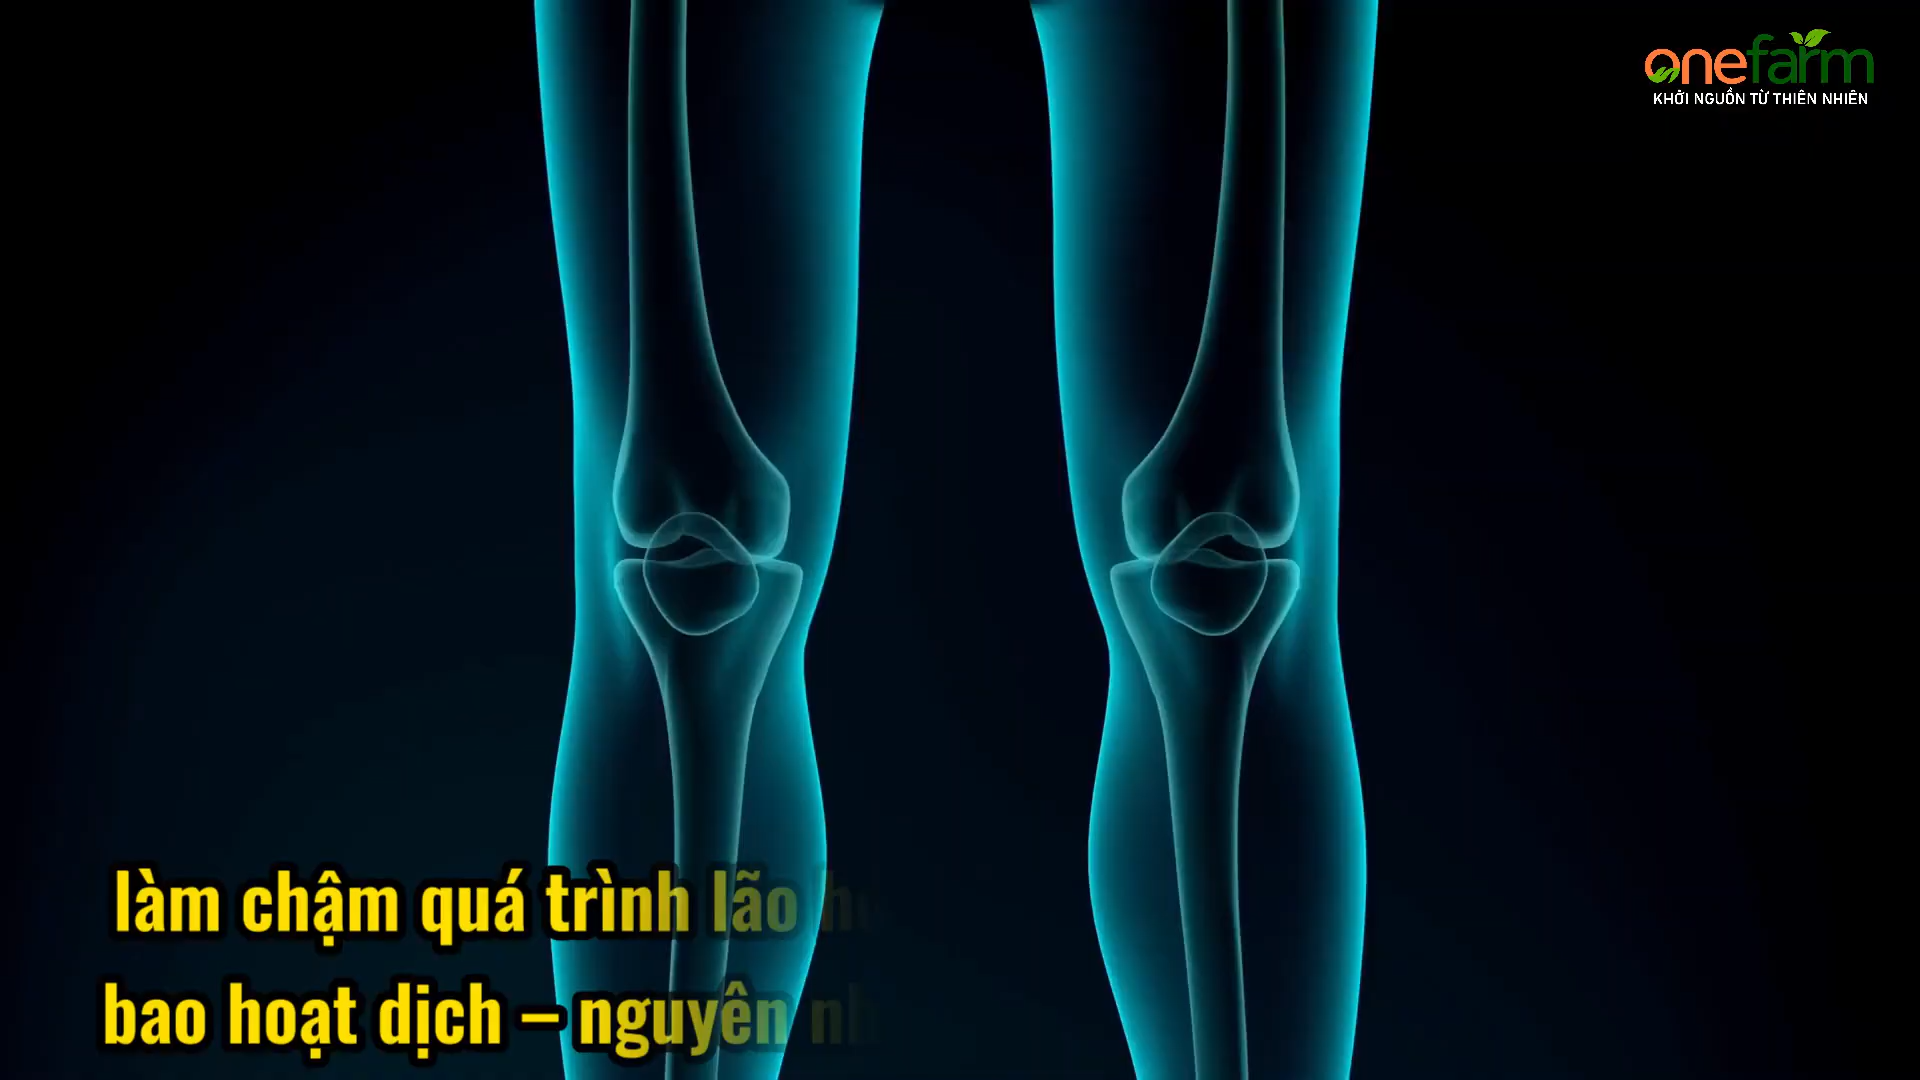 onefarm
KHỞI NGUỒN TỪ THIÊN NHIÊN
làm chậm quá trình lão
bao hoạt dịch – nguyên